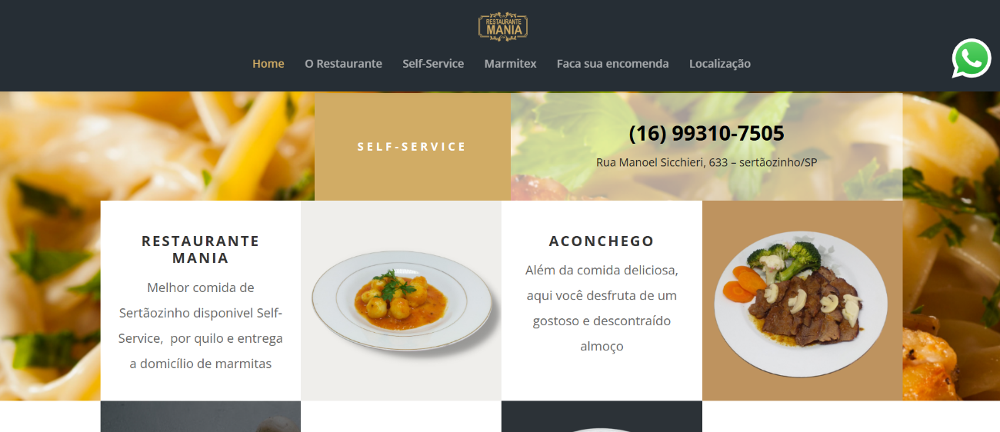 RESTAURANTE
MANIA
Home O Restaurante Self-Service Marmitex Faca sua encomenda Localização
SELF-SERVICE
(16) 99310-7505
Rua Manoel Sicchieri, 633 – sertãozinho/SP
RESTAURANTE
MANIA
Melhor comida de
Sertãozinho disponivel Self-
Service, por quilo e entrega
a domicílio de marmitas
ACONCHEGO
Além da comida deliciosa,
aqui você desfruta de um
gostoso e descontraído
almoço